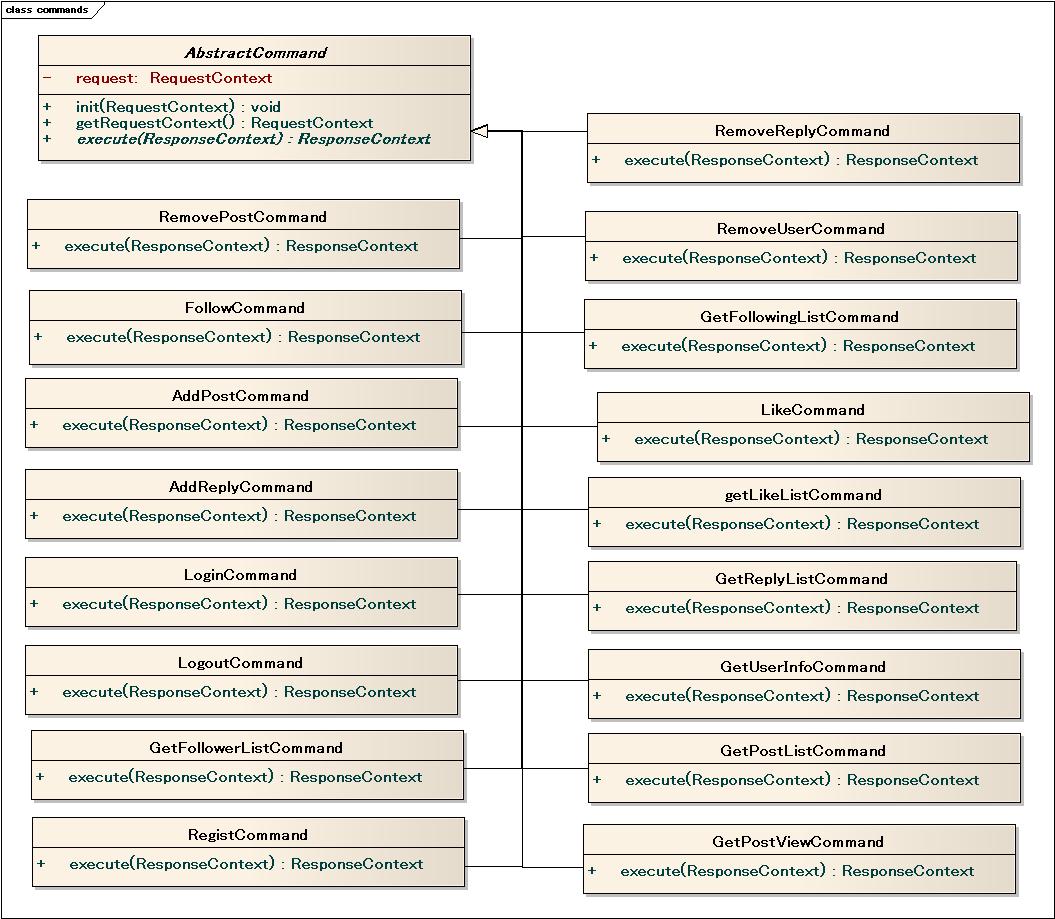 class commands
AbstractCommand
- request: RequestContext
+ init(RequestContext) : void
+ getRequestContext() : RequestContext
+ execute(ResponseContext) : ResponseContext
RemovePostCommand
+ execute(ResponseContext) : ResponseContext
FollowCommand
+ execute(ResponseContext) : ResponseContext
AddPostCommand
+ execute(ResponseContext) : ResponseContext
AddReplyCommand
+ execute(ResponseContext) : ResponseContext
LoginCommand
+ execute(ResponseContext) : ResponseContext
LogoutCommand
+ execute(ResponseContext) : ResponseContext
GetFollowerListCommand
+ execute(ResponseContext) : ResponseContext
RegistCommand
+ execute(ResponseContext) : ResponseContext
RemoveReplyCommand
+ execute(ResponseContext) : ResponseContext
RemoveUserCommand
+ execute(ResponseContext) : ResponseContext
GetFollowingListCommand
+ execute(ResponseContext) : ResponseContext
LikeCommand
+ execute(ResponseContext) : ResponseContext
getLikeListCommand
+ execute(ResponseContext) : ResponseContext
GetReplyListCommand
+ execute(ResponseContext) : ResponseContext
GetUserInfoCommand
+ execute(ResponseContext) : ResponseContext
GetPostListCommand
+ execute(ResponseContext) : ResponseContext
GetPostViewCommand
+ execute(ResponseContext) : ResponseContext